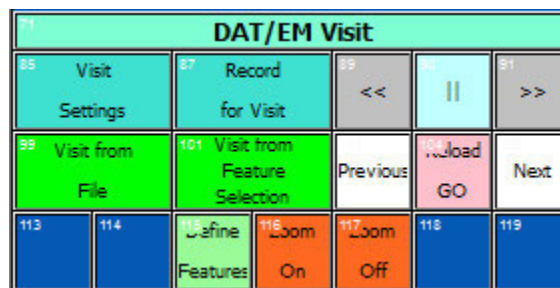 71 DAT/EM Visit
85 Visit
Settings
87 Record
for Visit
89 <<
90 ||
91 >>
99 Visit from
File
101 Visit from
Feature
Selection
Previous
104 Reload
GO
Next
113
114
115 Define
Features
116 Zoom
On
117 Zoom
Off
118
119